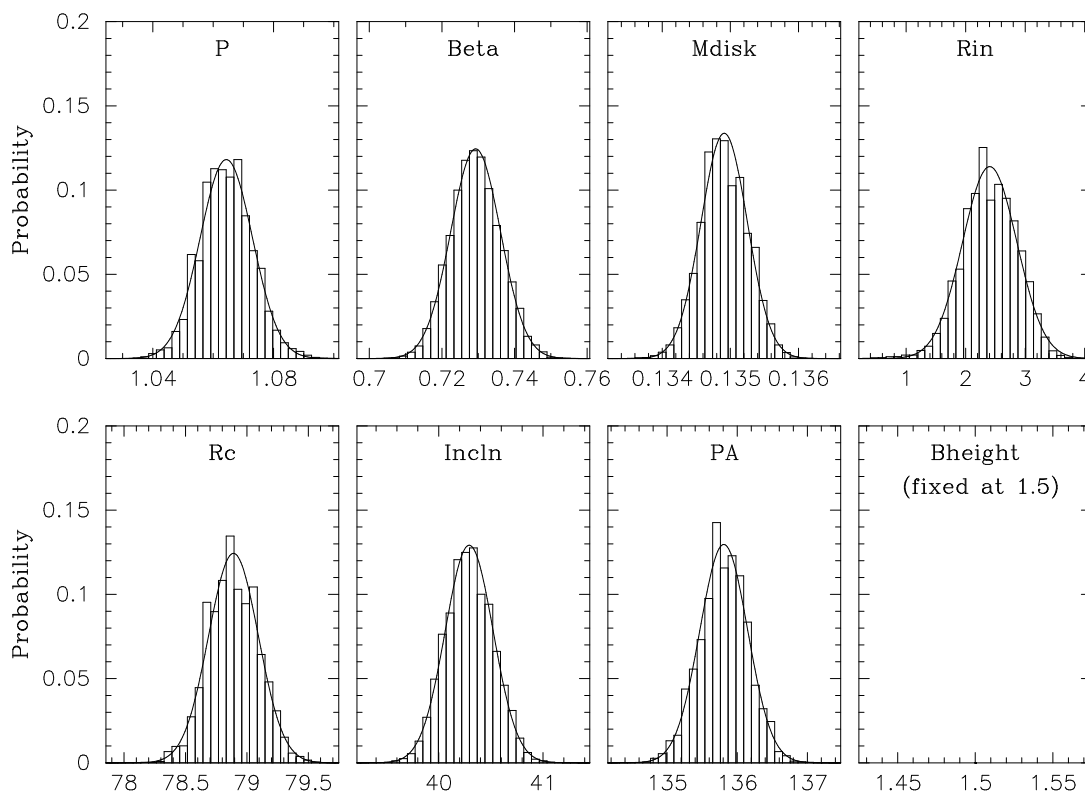 0.2
0.15
0.1
0.05
0
Probability
P
1.04 1.08
Beta
0.7 0.72 0.74 0.76
Mdisk
0.134 0.135 0.136
Rin
1 2 3 4
0.2
0.15
0.1
0.05
0
Probability
Rc
78 78.5 79 79.5
Incln
40 41
PA
135 136 137
Bheight
(fixed at 1.5)
1.45 1.5 1.55